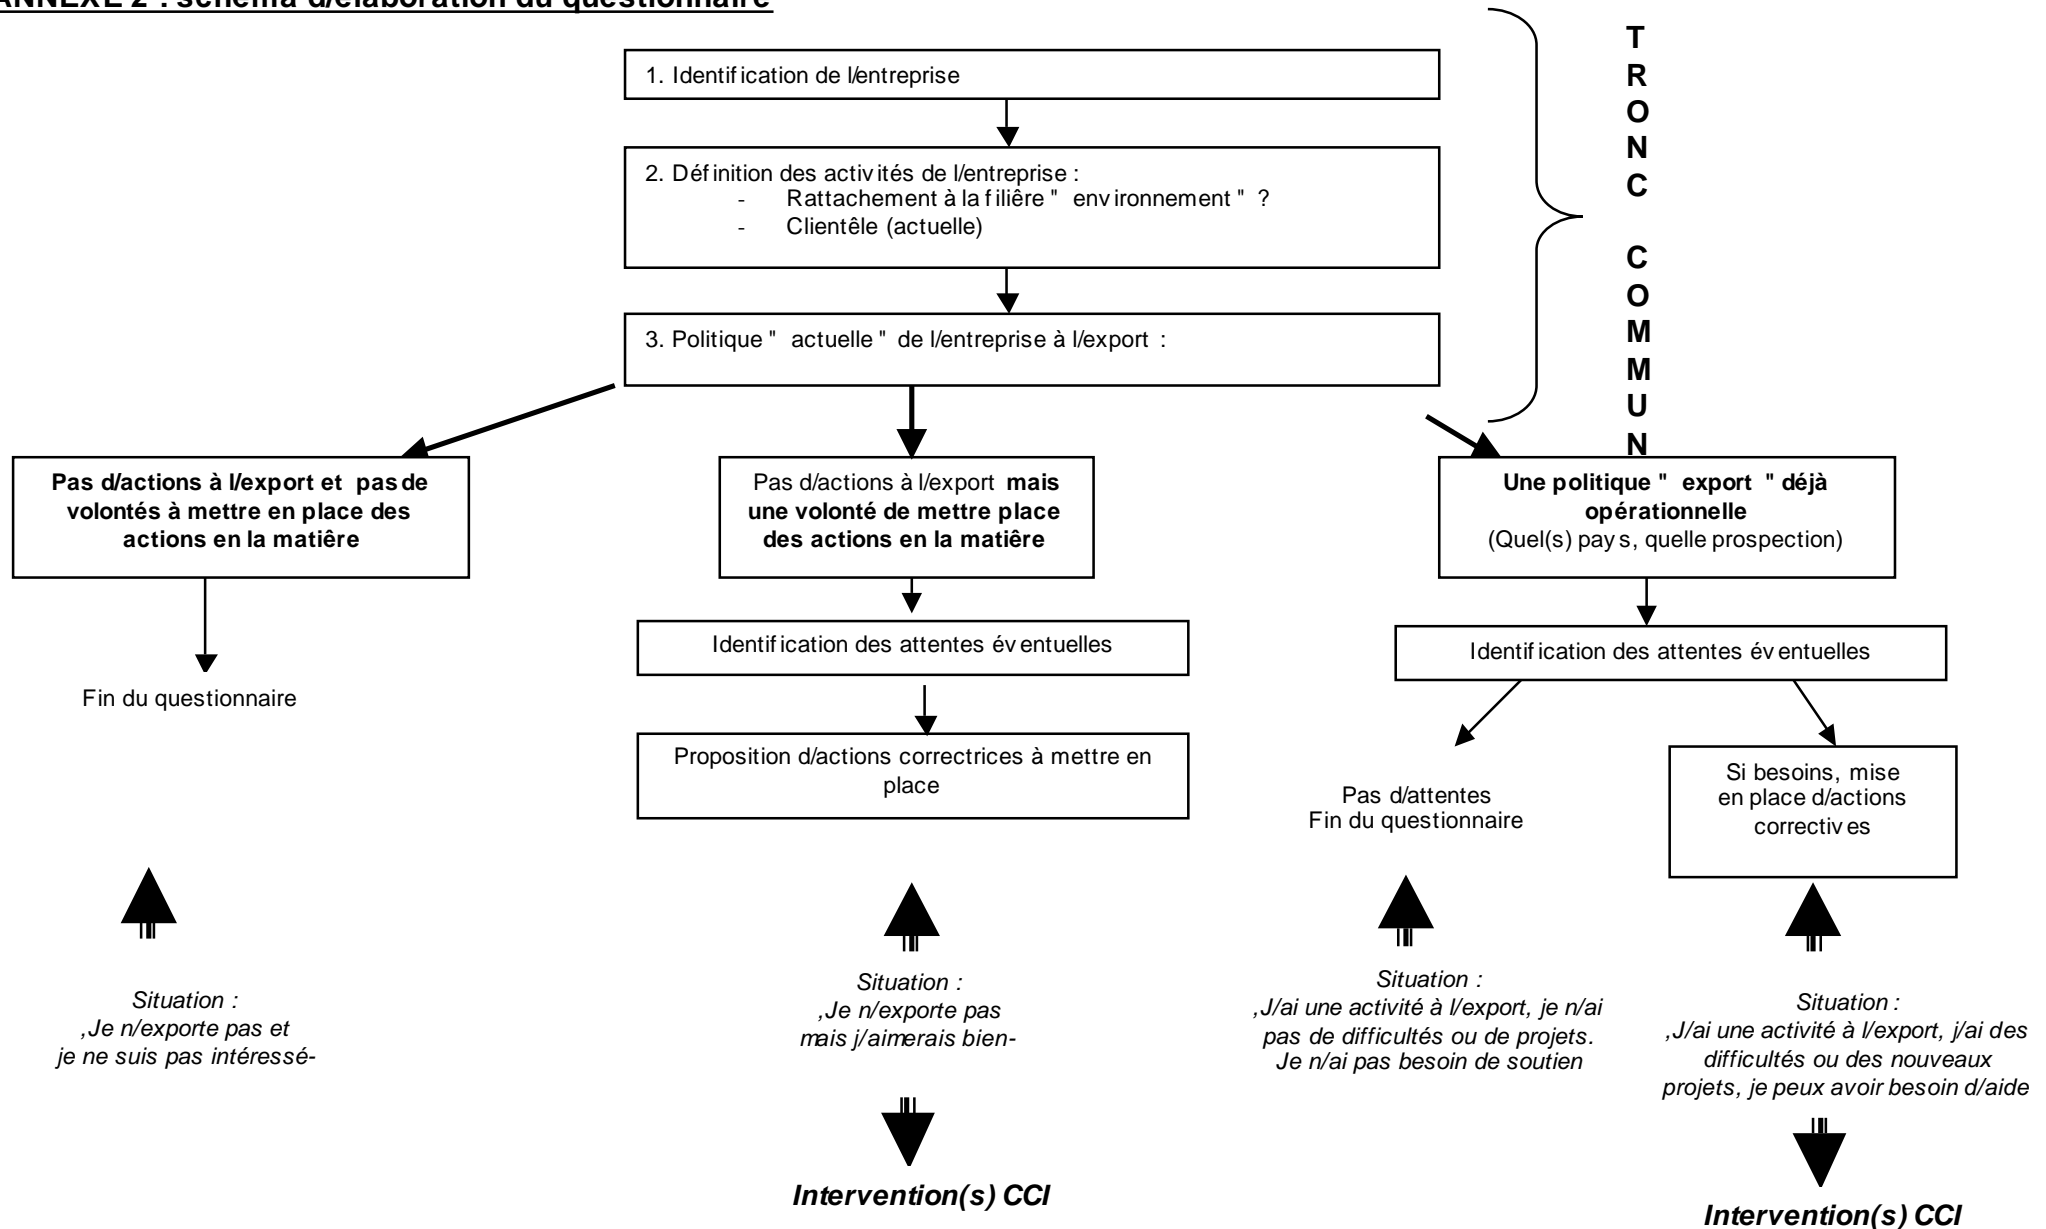 ANNEXE 2 : schéma d/élaboration du questionnaire
1. Identification de l/entreprise
2. Définition des activités de l/entreprise :
- Rattachement à la filiêre " environnement " ?
- Clientêle (actuelle)
3. Politique " actuelle " de l/entreprise à l/export :
T
R
O
N
C
C
O
M
M
U
N
Pas d/actions à l/export et pas de
volontés à mettre en place des
actions en la matiêre
Fin du questionnaire
Situation :
‚Je n/exporte pas et
je ne suis pas intéressé-
Pas d/actions à l/export mais
une volonté de mettre place
des actions en la matiêre
Identification des attentes éventuelles
Proposition d/actions correctrices à mettre en
place
Situation :
‚Je n/exporte pas
mais j/aimerais bien-
Intervention(s) CCI
Une politique " export " déjà
opérationnelle
(Quel(s) pays, quelle prospection)
Identification des attentes éventuelles
Pas d/attentes
Fin du questionnaire
Situation :
‚J/ai une activité à l/export, je n/ai
pas de difficultés ou de projets.
Je n/ai pas besoin de soutien
Si besoins, mise
en place d/actions
correctives
Situation :
‚J/ai une activité à l/export, j/ai des
difficultés ou des nouveaux
projets, je peux avoir besoin d/aide
Intervention(s) CCI